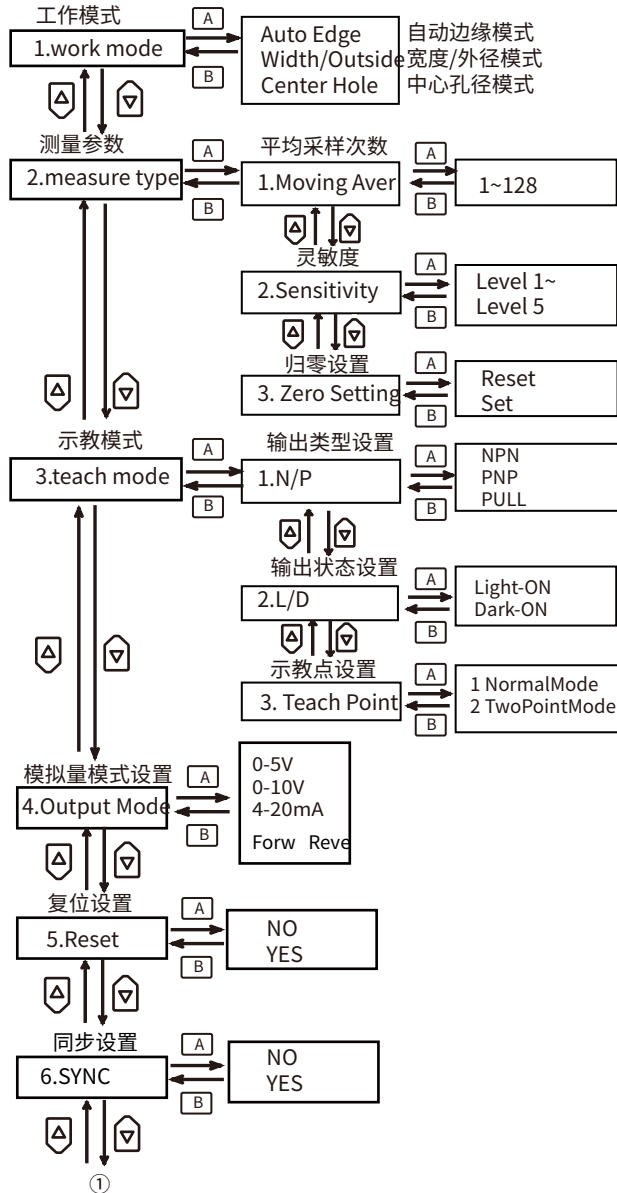 工作模式
1.work mode
A
B
Auto Edge 自动边缘模式
Width/Outside 宽度/外径模式
Center Hole 中心孔径模式
测量参数
2.measure type
A
B
平均采样次数
1.Moving Aver
A
B
1~128
灵敏度
2.Sensitivity
A
B
Level 1~
Level 5
归零设置
3. Zero Setting
A
B
Reset
Set
示教模式
3.teach mode
A
B
输出类型设置
1.N/P
A
B
NPN
PNP
PULL
输出状态设置
2.L/D
A
B
Light-ON
Dark-ON
示教点设置
3. Teach Point
A
B
1 NormalMode
2 TwoPointMode
模拟量模式设置
4.Output Mode
A
B
0-5V
0-10V
4-20mA
Forw Reve
复位设置
5.Reset
A
B
NO
YES
同步设置
6.SYNC
A
B
NO
YES
①